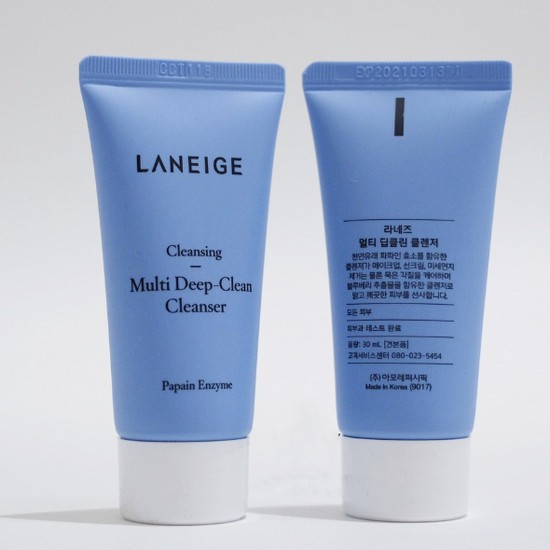 LANEIGE
Cleansing
Multi Deep-Clean
Cleanser
Papain Enzyme
라네즈
멀티 딥클린 클렌저
천연유래 파파인 효소를 함유한
클렌저가 메이크업, 선크림, 미세먼지
제거는 물론 묵은 각질을 케어하며
블루베리 추출물을 함유한 클렌저로
맑고 깨끗한 피부를 선사합니다.
모든 피부
피부과 테스트 완료
용량: 30 mL [견본품]
고객서비스센터 080-023-5454
(주)아모레퍼시픽
Made in Korea (9017)